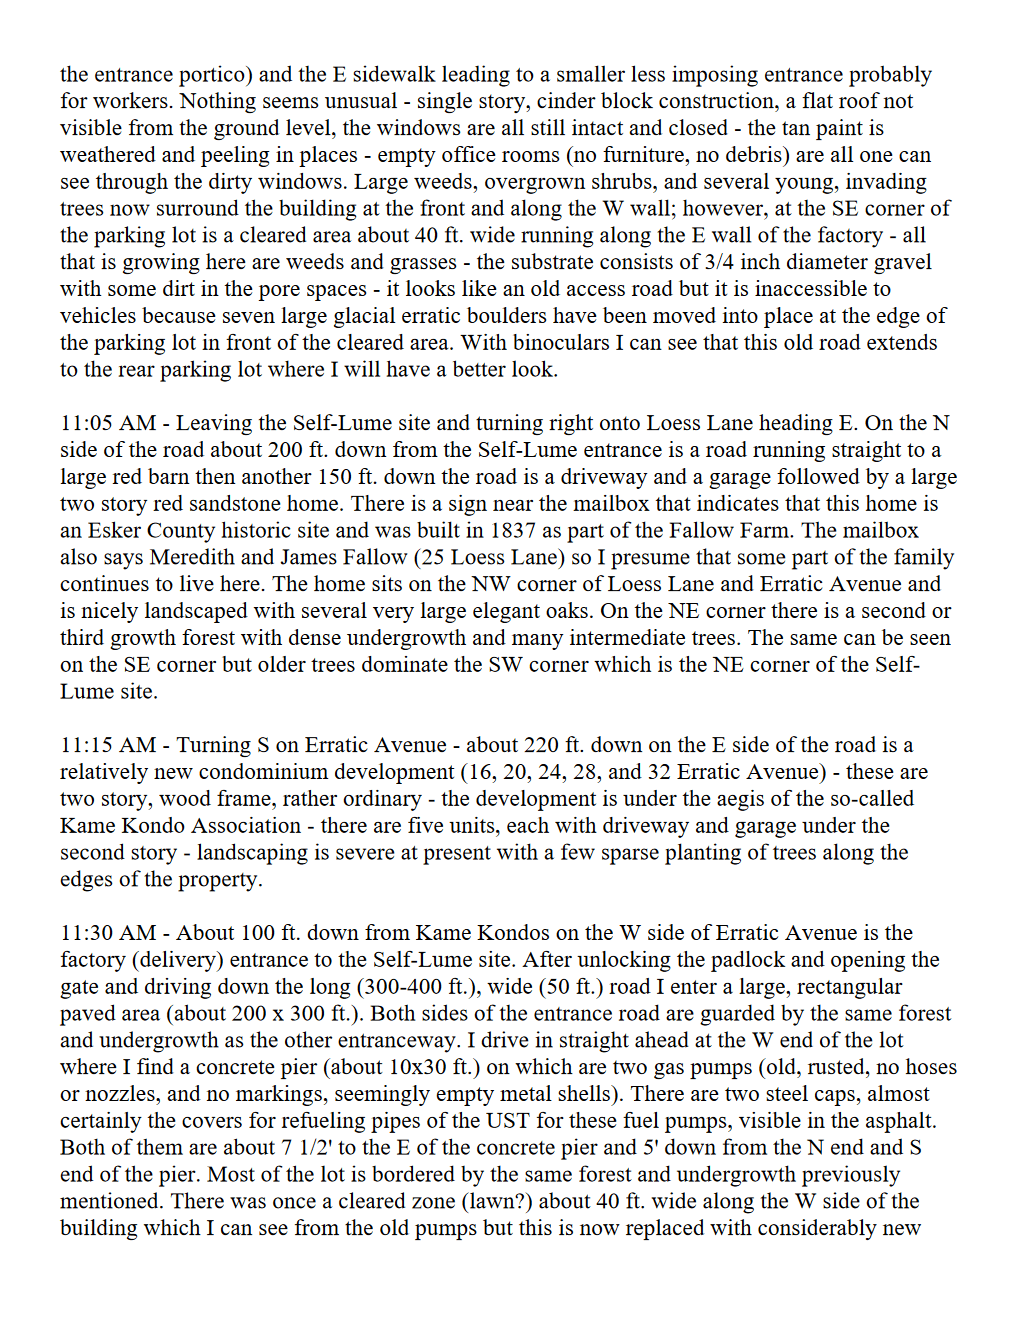 the entrance portico) and the E sidewalk leading to a smaller less imposing entrance probably
for workers. Nothing seems unusual - single story, cinder block construction, a flat roof not
visible from the ground level, the windows are all still intact and closed - the tan paint is
weathered and peeling in places - empty office rooms (no furniture, no debris) are all one can
see through the dirty windows. Large weeds, overgrown shrubs, and several young, invading
trees now surround the building at the front and along the W wall; however, at the SE corner of
the parking lot is a cleared area about 40 ft. wide running along the E wall of the factory - all
that is growing here are weeds and grasses - the substrate consists of 3/4 inch diameter gravel
with some dirt in the pore spaces - it looks like an old access road but it is inaccessible to
vehicles because seven large glacial erratic boulders have been moved into place at the edge of
the parking lot in front of the cleared area. With binoculars I can see that this old road extends
to the rear parking lot where I will have a better look.
11:05 AM - Leaving the Self-Lume site and turning right onto Loess Lane heading E. On the N
side of the road about 200 ft. down from the Self-Lume entrance is a road running straight to a
large red barn then another 150 ft. down the road is a driveway and a garage followed by a large
two story red sandstone home. There is a sign near the mailbox that indicates that this home is
an Esker County historic site and was built in 1837 as part of the Fallow Farm. The mailbox
also says Meredith and James Fallow (25 Loess Lane) so I presume that some part of the family
continues to live here. The home sits on the NW corner of Loess Lane and Erratic Avenue and
is nicely landscaped with several very large elegant oaks. On the NE corner there is a second or
third growth forest with dense undergrowth and many intermediate trees. The same can be seen
on the SE corner but older trees dominate the SW corner which is the NE corner of the Self-
Lume site.
11:15 AM - Turning S on Erratic Avenue - about 220 ft. down on the E side of the road is a
relatively new condominium development (16, 20, 24, 28, and 32 Erratic Avenue) - these are
two story, wood frame, rather ordinary - the development is under the aegis of the so-called
Kame Kondo Association - there are five units, each with driveway and garage under the
second story - landscaping is severe at present with a few sparse planting of trees along the
edges of the property.
11:30 AM - About 100 ft. down from Kame Kondos on the W side of Erratic Avenue is the
factory (delivery) entrance to the Self-Lume site. After unlocking the padlock and opening the
gate and driving down the long (300-400 ft.), wide (50 ft.) road I enter a large, rectangular
paved area (about 200 x 300 ft.). Both sides of the entrance road are guarded by the same forest
and undergrowth as the other entranceway. I drive in straight ahead at the W end of the lot
where I find a concrete pier (about 10x30 ft.) on which are two gas pumps (old, rusted, no hoses
or nozzles, and no markings, seemingly empty metal shells). There are two steel caps, almost
certainly the covers for refueling pipes of the UST for these fuel pumps, visible in the asphalt.
Both of them are about 7 1/2' to the E of the concrete pier and 5' down from the N end and S
end of the pier. Most of the lot is bordered by the same forest and undergrowth previously
mentioned. There was once a cleared zone (lawn?) about 40 ft. wide along the W side of the
building which I can see from the old pumps but this is now replaced with considerably new